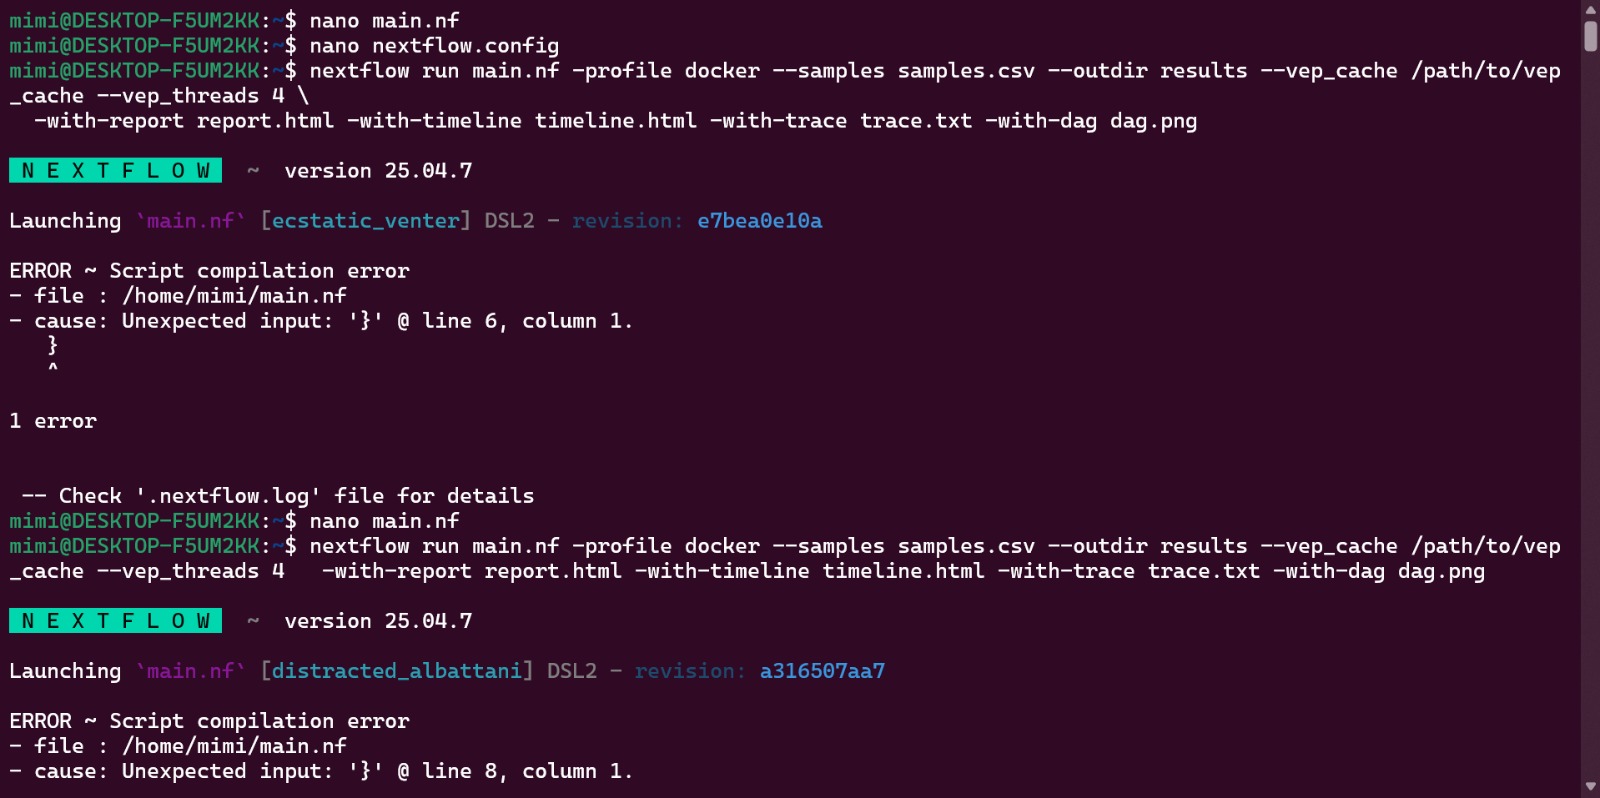 mimi@DESKTOP-F5UM2KK:~$ nano main.nf
mimi@DESKTOP-F5UM2KK:~$ nano nextflow.config
mimi@DESKTOP-F5UM2KK:~$ nextflow run main.nf -profile docker --samples samples.csv --outdir results --vep_cache /path/to/vep
_cache --vep_threads 4 \
  -with-report report.html -with-timeline timeline.html -with-trace trace.txt -with-dag dag.png
N E X T F L O W  ~  version 25.04.7
Launching `main.nf` [ecstatic_venter] DSL2 - revision: e7bea0e10a
ERROR ~ Script compilation error
- file : /home/mimi/main.nf
- cause: Unexpected input: '}' @ line 6, column 1.
   }
   ^
1 error
 -- Check '.nextflow.log' file for details
mimi@DESKTOP-F5UM2KK:~$ nano main.nf
mimi@DESKTOP-F5UM2KK:~$ nextflow run main.nf -profile docker --samples samples.csv --outdir results --vep_cache /path/to/vep
_cache --vep_threads 4   -with-report report.html -with-timeline timeline.html -with-trace trace.txt -with-dag dag.png
N E X T F L O W  ~  version 25.04.7
Launching `main.nf` [distracted_albattani] DSL2 - revision: a316507aa7
ERROR ~ Script compilation error
- file : /home/mimi/main.nf
- cause: Unexpected input: '}' @ line 8, column 1.